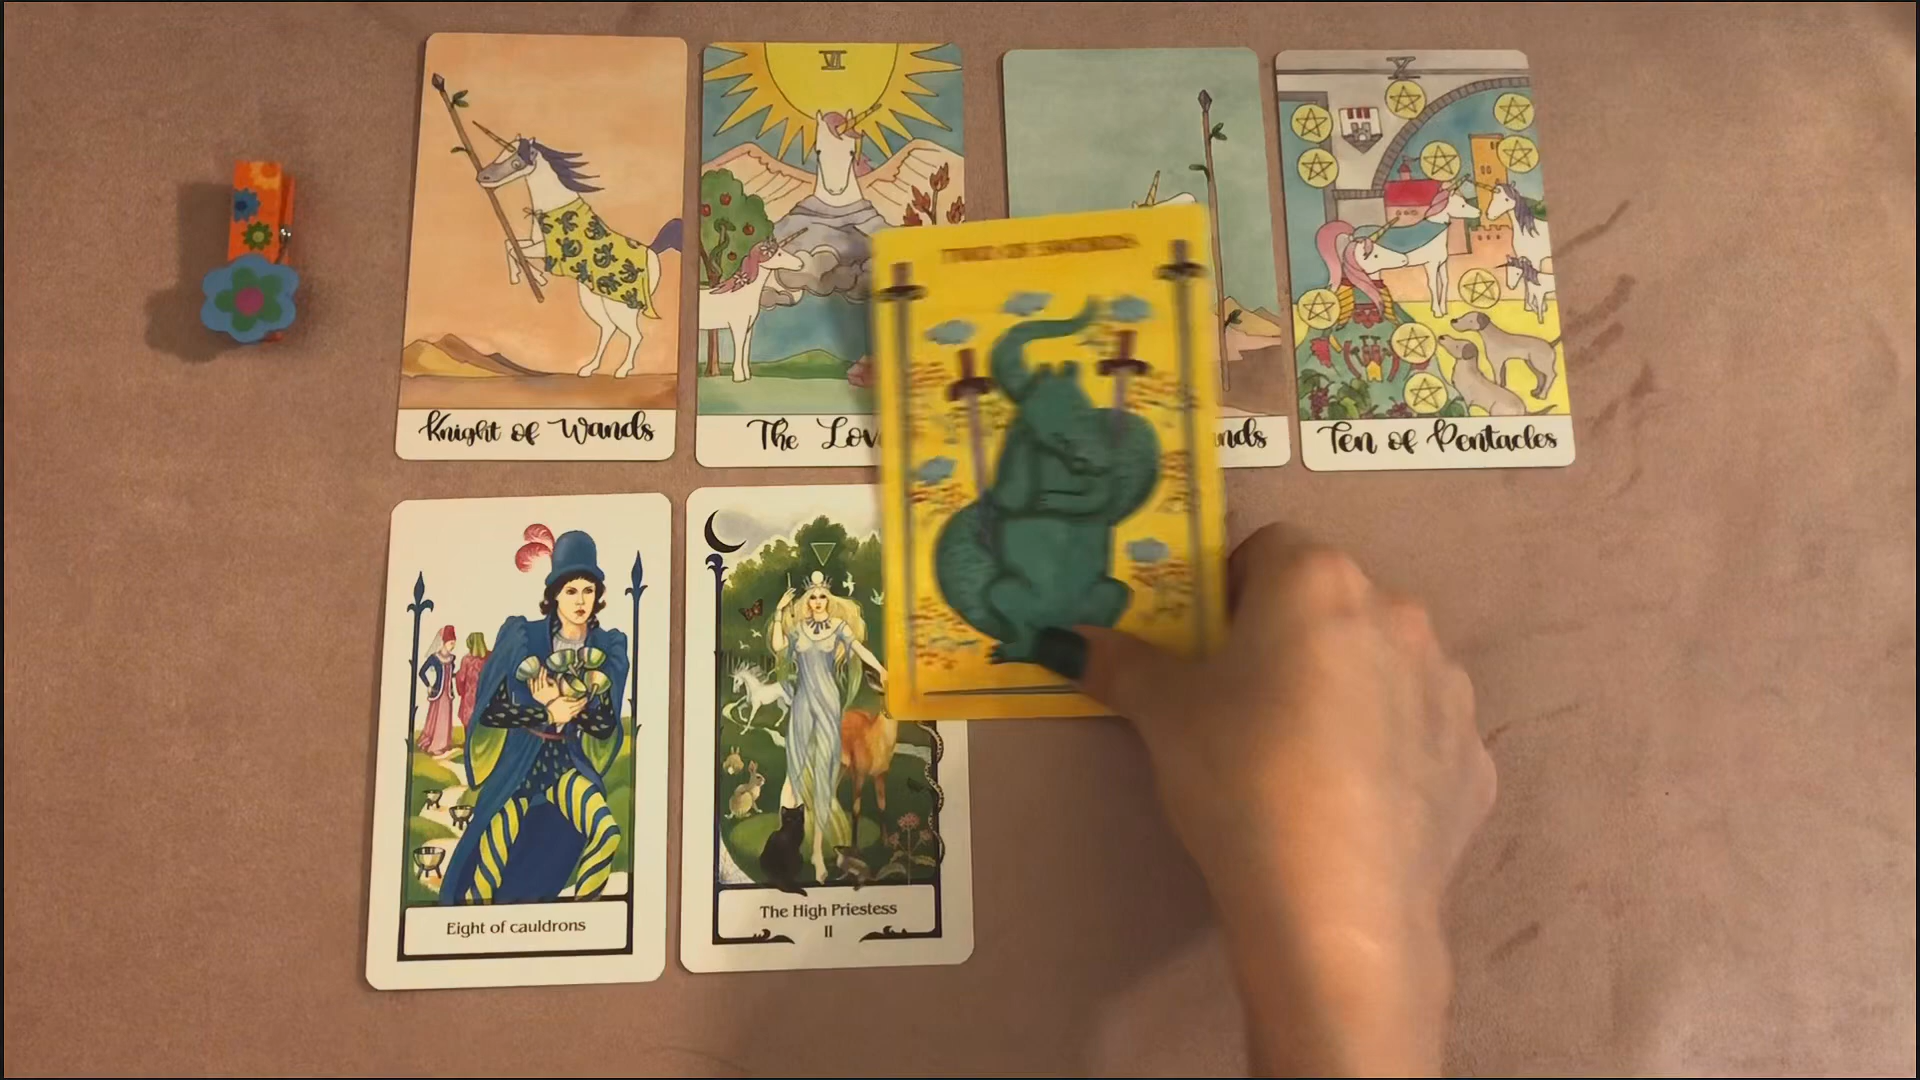 VI
X
Knight of Wands
The Lov
nds
Ten of Pentacles
Eight of cauldrons
The High Priestess
II